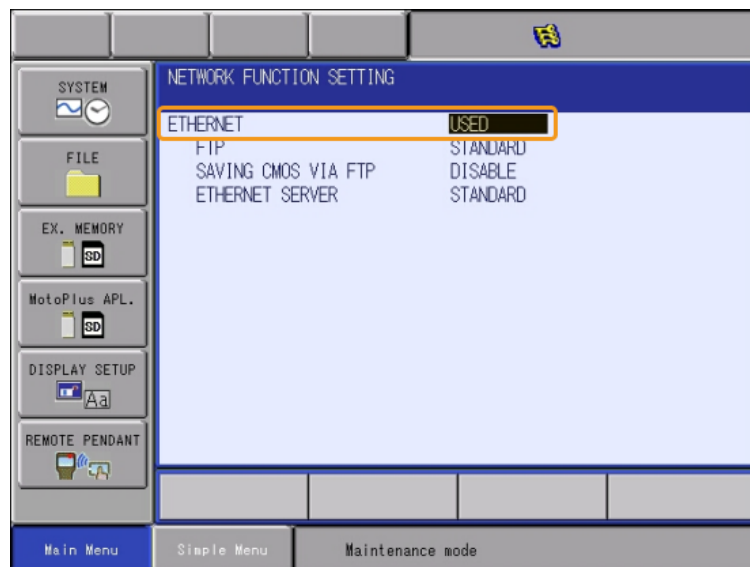 SYSTEM
FILE
EX. MEMORY
SD
MotoPlus APL.
SD
DISPLAY SETUP
Aa
REMOTE PENDANT
NETWORK FUNCTION SETTING
ETHERNET USED
FTP STANDARD
SAVING CMOS VIA FTP DISABLE
ETHERNET SERVER STANDARD
Main Menu
Simple Menu
Maintenance mode